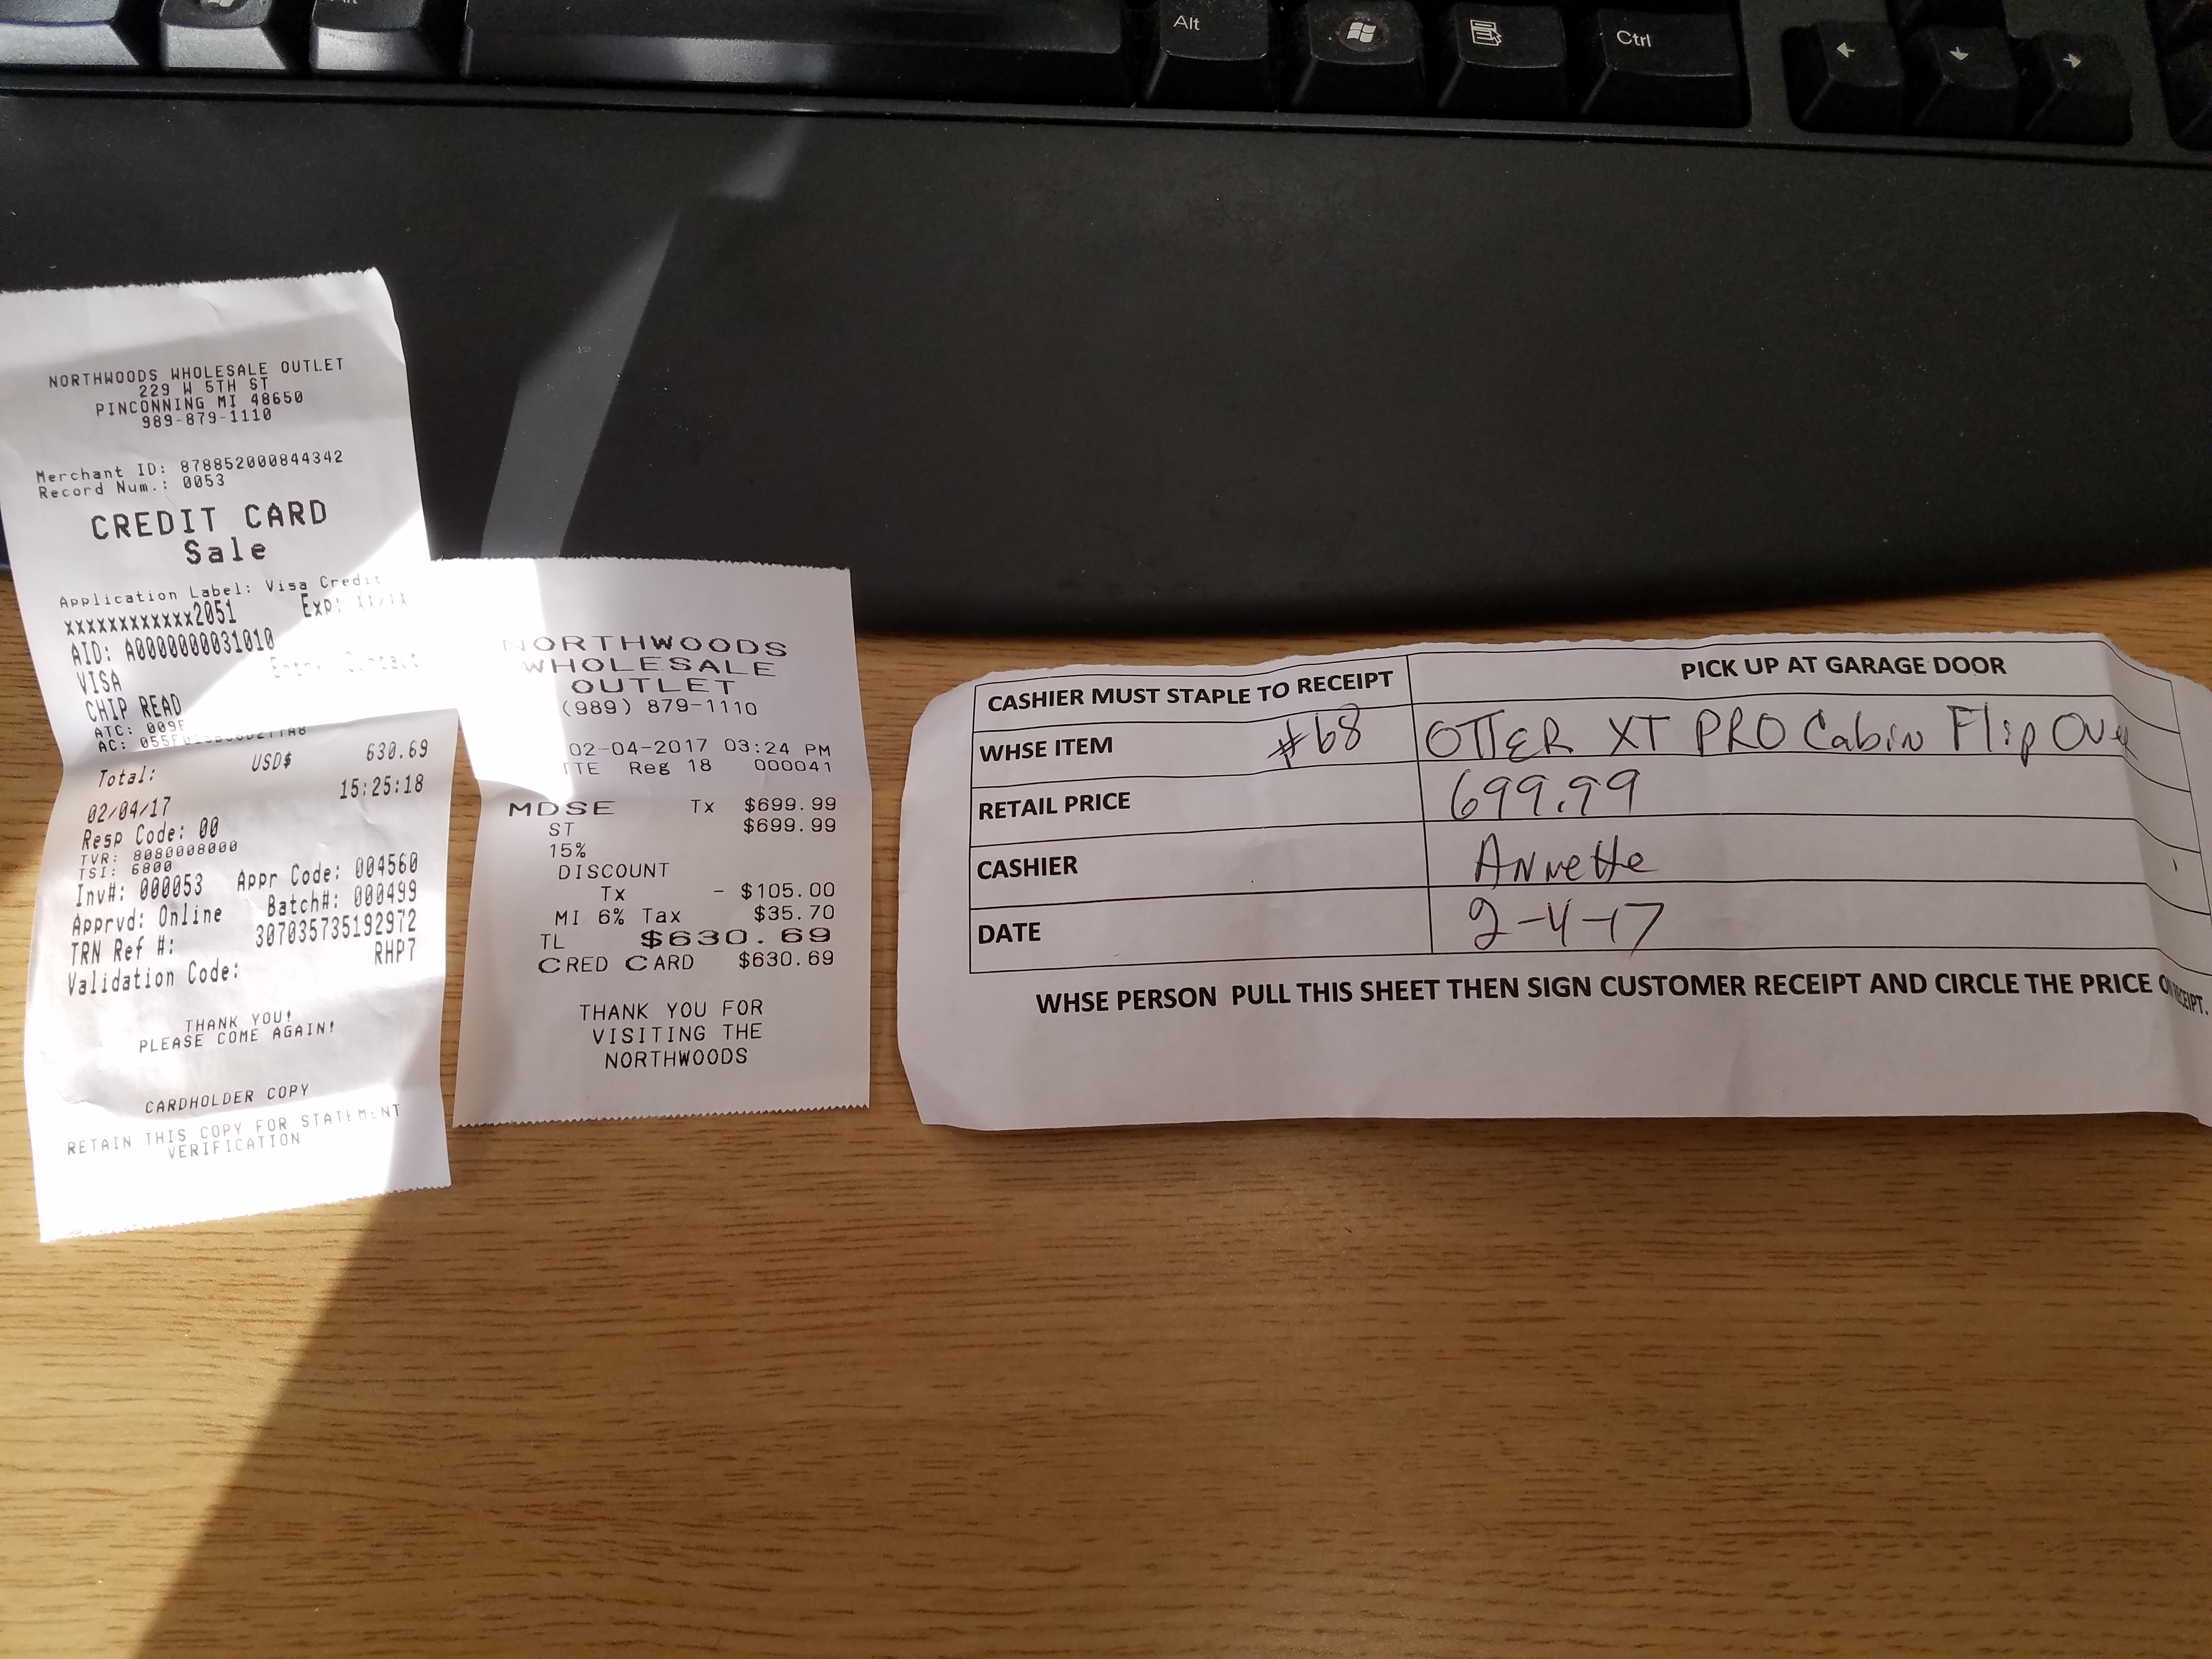 Alt
Ctrl
NORTHWOODS WHOLESALE OUTLET
229 W 5TH ST
PINCONNING MI 48650
989-879-1110
Merchant ID: 878852000844342
Record Num.: 0053
CREDIT CARD
Sale
Application Label: Visa Credit
xxxxxxxxxxxx2051 Exp:
AID: A0000000031010
VISA
CHIP READ
ATC: 009E
AC:
Total: USD$ 630.69
02/04/17 15:25:18
Resp Code: 00
TVR: 8080008000
TSI: 6800
Inv#: 000053 Appr Code: 004560
Apprvd: Online Batch#: 000499
TRN Ref #: 307035735192972
Validation Code: RHP7
THANK YOU!
PLEASE COME AGAIN!
CARDHOLDER COPY
RETAIN THIS COPY FOR STATEMENT
VERIFICATION
NORTHWOODS
WHOLESALE
OUTLET
(989) 879-1110
02-04-2017 03:24 PM
TTE Reg 18 000041
MDSE Tx $699.99
ST $699.99
15%
DISCOUNT
Tx - $105.00
MI 6% Tax $35.70
TL $630.69
CRED CARD $630.69
THANK YOU FOR
VISITING THE
NORTHWOODS
CASHIER MUST STAPLE TO RECEIPT PICK UP AT GARAGE DOOR
WHSE ITEM #68 OTTER XT PRO Cabin Flip Over
RETAIL PRICE 699.99
CASHIER Annette
DATE 2-4-17
WHSE PERSON PULL THIS SHEET THEN SIGN CUSTOMER RECEIPT AND CIRCLE THE PRICE ON RECEIPT.